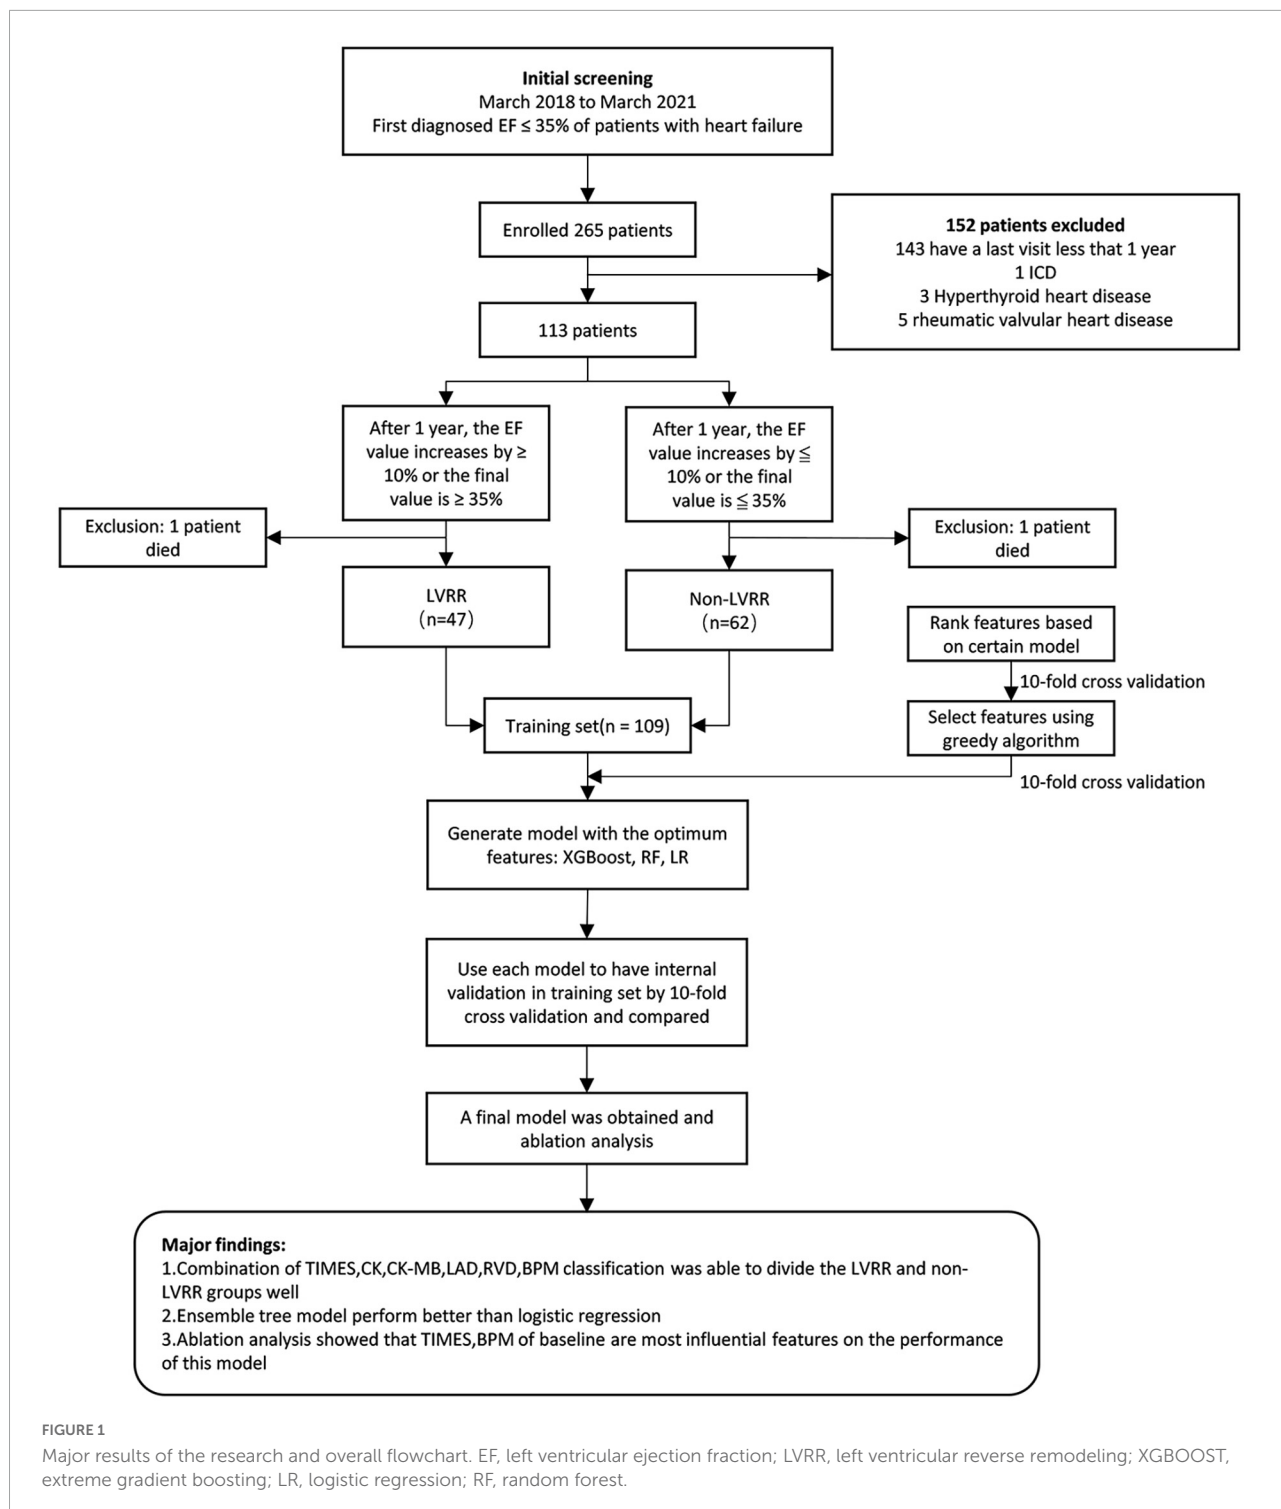 Initial screening
March 2018 to March 2021
First diagnosed EF ≤ 35% of patients with heart failure
Enrolled 265 patients
152 patients excluded
143 have a last visit less that 1 year
1 ICD
3 Hyperthyroid heart disease
5 rheumatic valvular heart disease
113 patients
After 1 year, the EF
value increases by ≥
10% or the final
value is ≥ 35%
After 1 year, the EF
value increases by ≦
10% or the final
value is ≦ 35%
Exclusion: 1 patient
died
Exclusion: 1 patient
died
LVRR
（n=47）
Non-LVRR
（n=62）
Rank features based
on certain model
10-fold cross validation
Select features using
greedy algorithm
10-fold cross validation
Training set(n = 109)
Generate model with the optimum
features: XGBoost, RF, LR
Use each model to have internal
validation in training set by 10-fold
cross validation and compared
A final model was obtained and
ablation analysis
Major findings:
1.Combination of TIMES,CK,CK-MB,LAD,RVD,BPM classification was able to divide the LVRR and non-
LVRR groups well
2.Ensemble tree model perform better than logistic regression
3.Ablation analysis showed that TIMES,BPM of baseline are most influential features on the performance
of this model
FIGURE 1
Major results of the research and overall flowchart. EF, left ventricular ejection fraction; LVRR, left ventricular reverse remodeling; XGBOOST,
extreme gradient boosting; LR, logistic regression; RF, random forest.